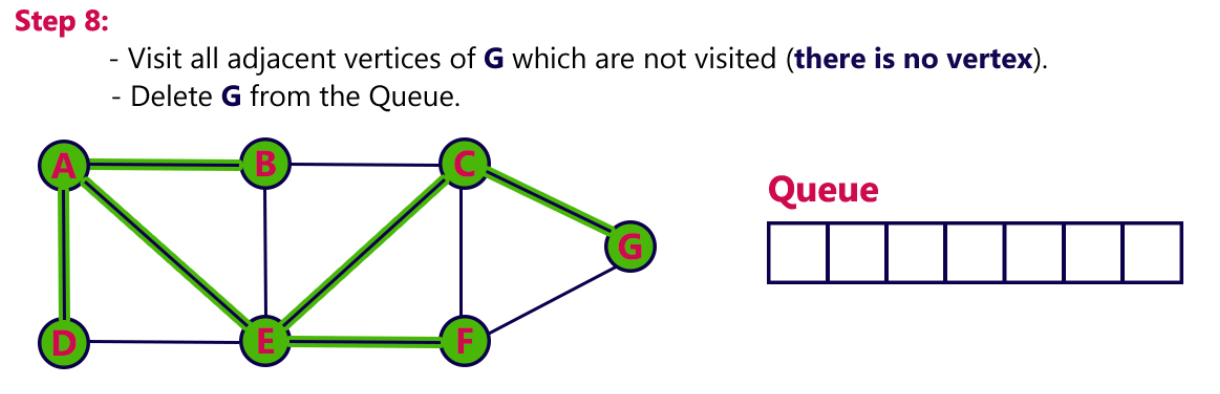 Step 8:
- Visit all adjacent vertices of G which are not visited (there is no vertex).
- Delete G from the Queue.
A B C
Queue
G
D E F